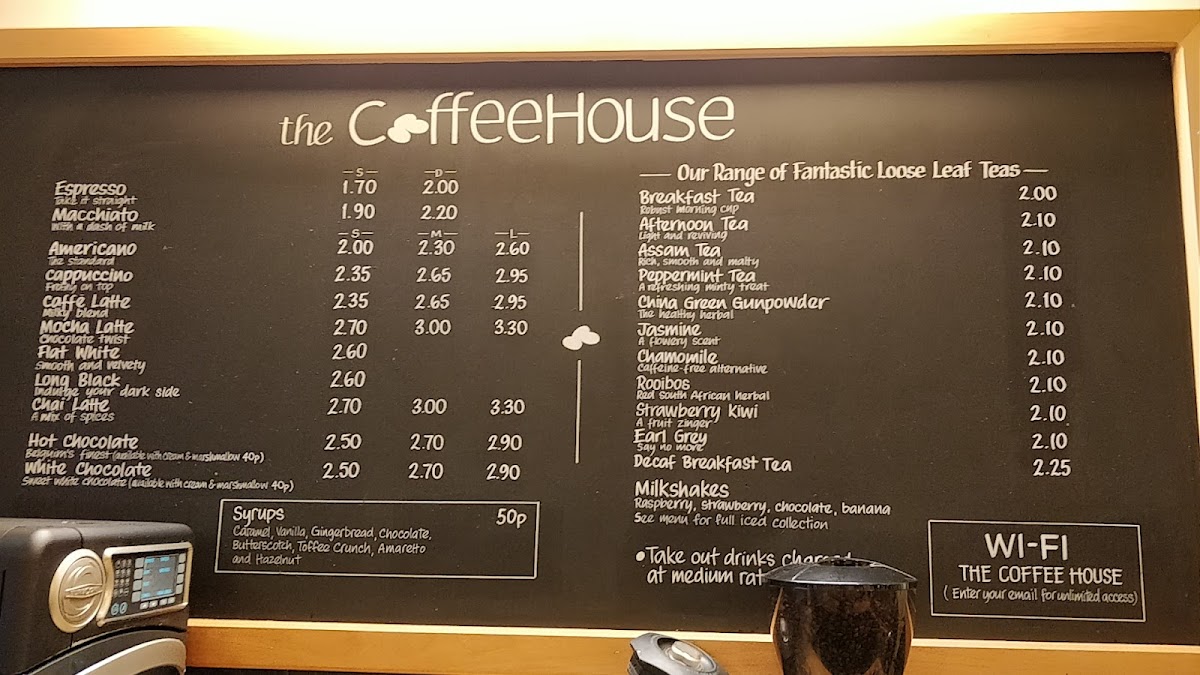 the CoffeeHouse
S D
Espresso 1.70 2.00
Take it straight
Macchiato 1.90 2.20
With a dash of milk
S M L
Americano 2.00 2.30 2.60
The standard
Cappuccino 2.35 2.65 2.95
Frothy on top
Caffé Latte 2.35 2.65 2.95
Milky blend
Mocha Latte 2.70 3.00 3.30
Chocolate twist
Flat White 2.60
Smooth and velvety
Long Black 2.60
Indulge your dark side
Chai Latte 2.70 3.00 3.30
A mix of spices
Hot Chocolate 2.50 2.70 2.90
Belguim's finest (available with cream & marshmallow 40p)
White Chocolate 2.50 2.70 2.90
Sweet white chocolate (available with cream & marshmallow 40p)
Syrups 50p
Caramel, Vanilla, Gingerbread, Chocolate,
Butterscotch, Toffee Crunch, Amaretto
and Hazelnut
Our Range of Fantastic Loose Leaf Teas
Breakfast Tea 2.00
Robust morning cup
Afternoon Tea 2.10
Light and reviving
Assam Tea 2.10
Rich, smooth and malty
Peppermint Tea 2.10
A refreshing minty treat
China Green Gunpowder 2.10
The healthy herbal
Jasmine 2.10
A flowery scent
Chamomile 2.10
Caffeine-free alternative
Rooibos 2.10
Red South African herbal
Strawberry Kiwi 2.10
A fruit zinger
Earl Grey 2.10
Say no more
Decaf Breakfast Tea 2.25
Milkshakes
Raspberry, strawberry, chocolate, banana
See menu for full iced collection
•Take out drinks charged
at medium rat
WI-FI
THE COFFEE HOUSE
(Enter your email for unlimited access)